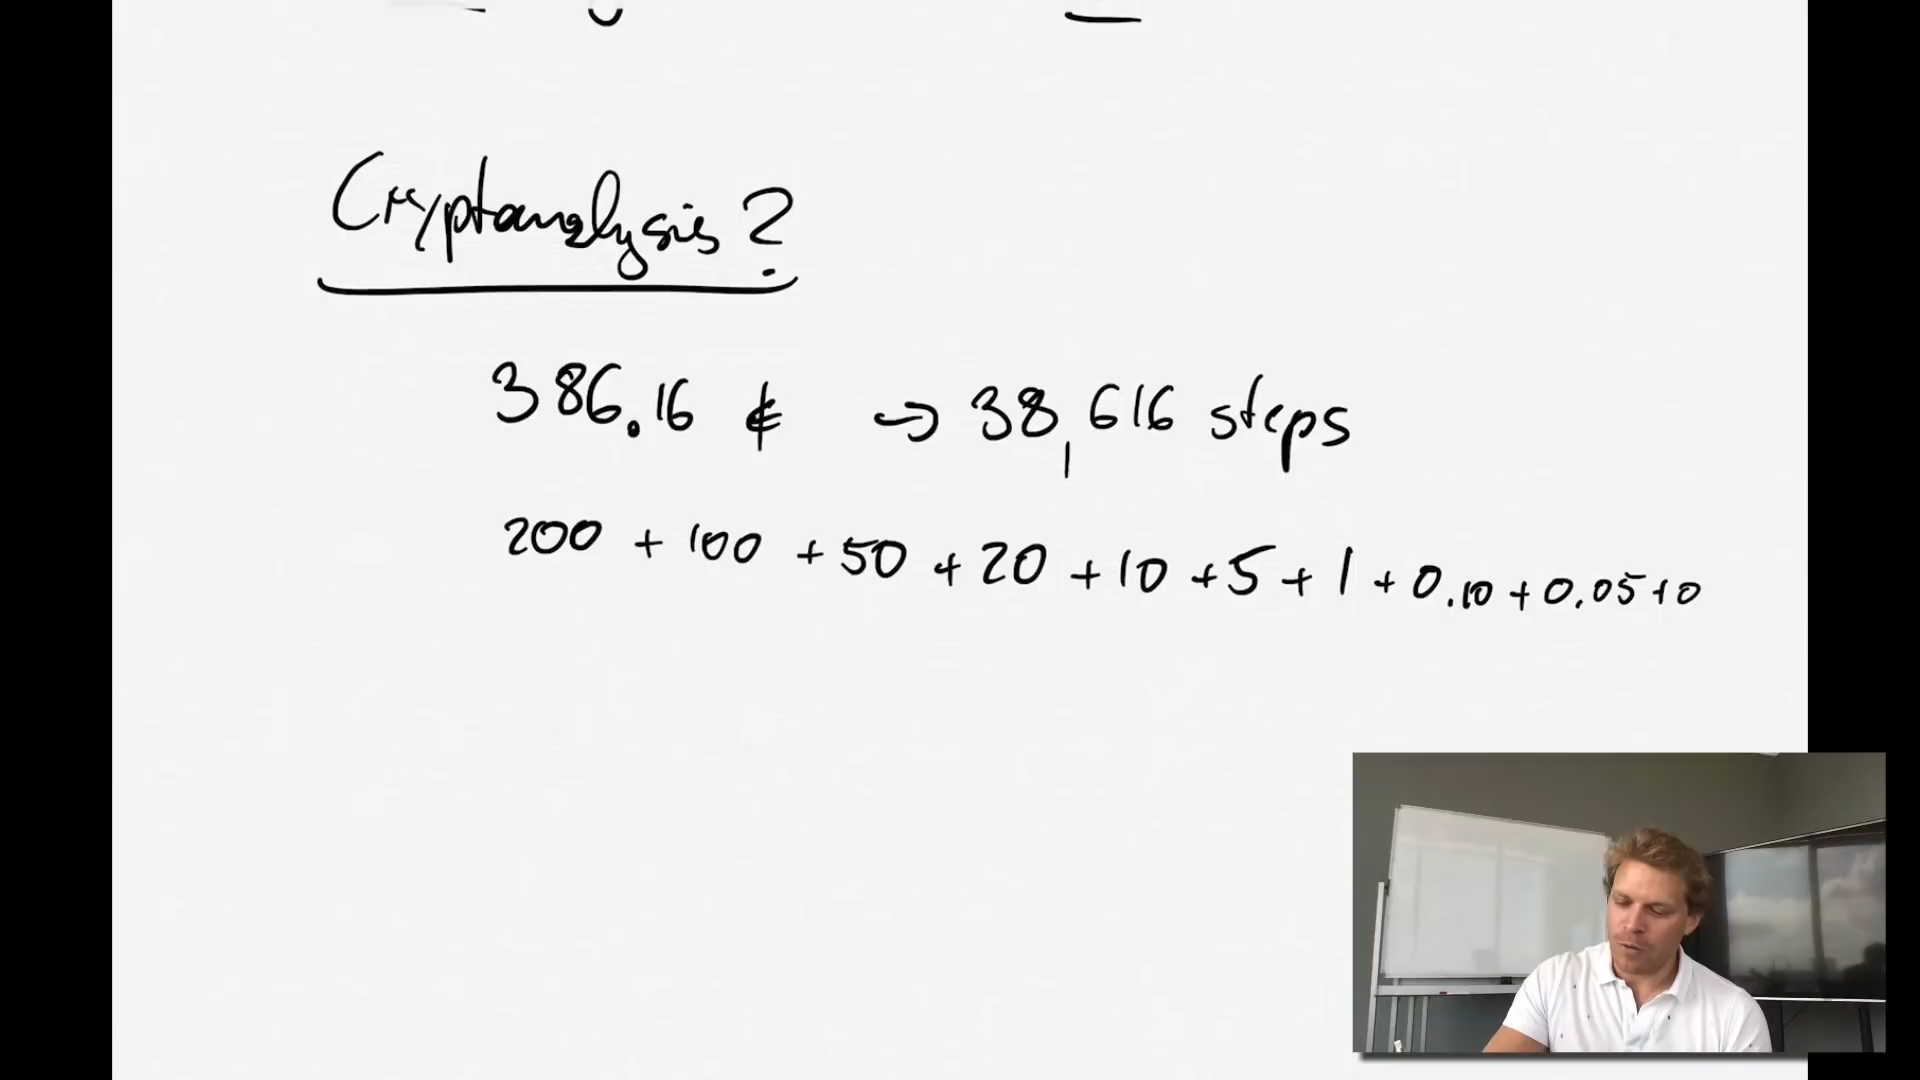 Cryptanalysis?
386.16 ¢ → 38,616 steps
200 + 100 + 50 + 20 + 10 + 5 + 1 + 0.10 + 0.05 + 0